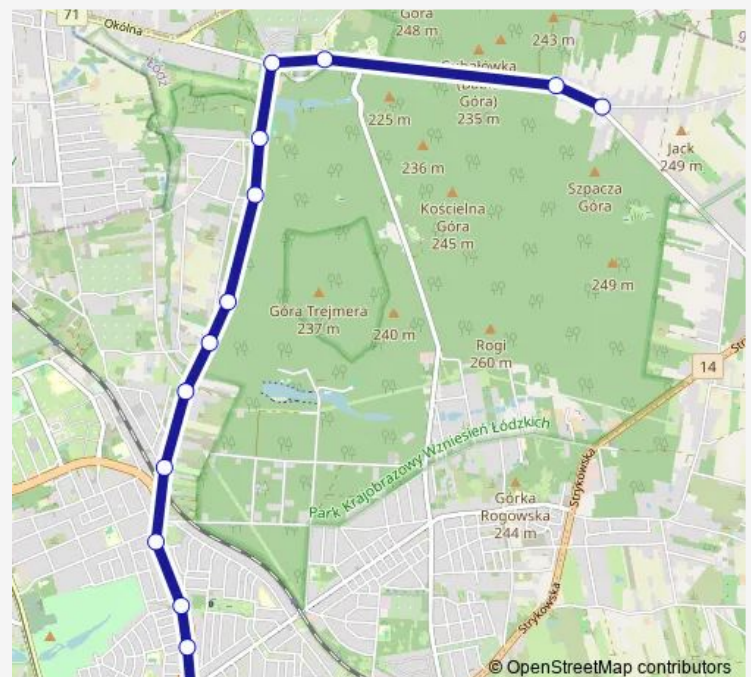 71
Okólna
Góra
248 m
243 m
Łódź
Góra)
235 m
225 m
236 m
Jack
249 m
Szpacza
Góra
Kościelna
Góra
245 m
249 m
Góra Trejmera
237 m
240 m
Rogi
260 m
14
Park Krajobrazowy Wzniesień Łódzkich
Strykowska
Górka
Rogowska
244 m
Strykowska
© OpenStreetMap contributors